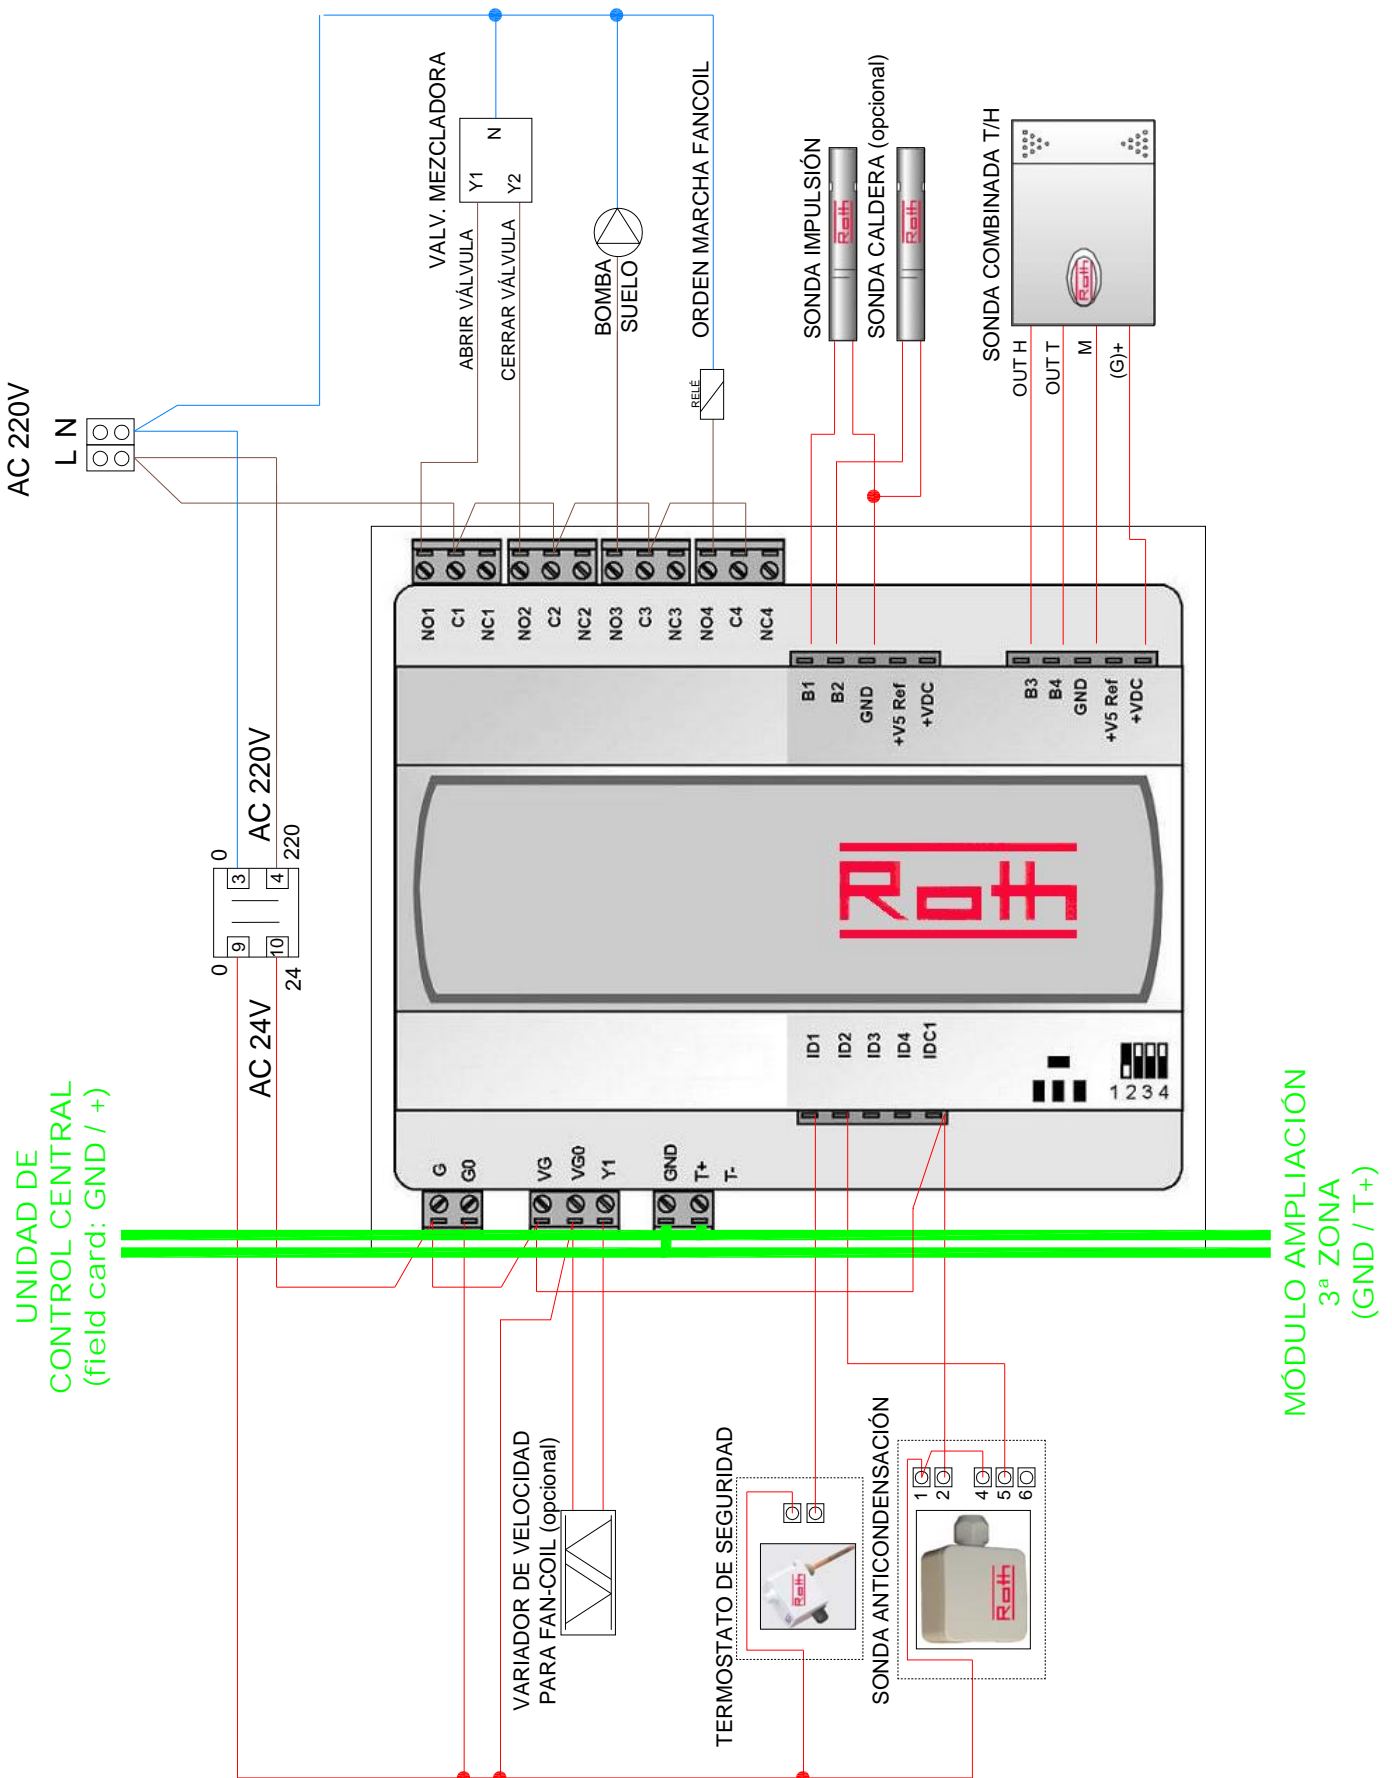 AC 220V
L N
VALV. MEZCLADORA
Y1
N
Y2
ABRIR VÁLVULA
CERRAR VÁLVULA
BOMBA
SUELO
ORDEN MARCHA FANCOIL
RELÉ
SONDA IMPULSIÓN
Roth
SONDA CALDERA (opcional)
Roth
SONDA COMBINADA T/H
Roth
OUT H
OUT T
M
(G)+
NO1
C1
NC1
NO2
C2
NC2
NO3
C3
NC3
NO4
C4
NC4
B1
B2
GND
+V5 Ref
+VDC
B3
B4
GND
+V5 Ref
+VDC
AC 220V
0
220
3
4
9
10
0
24
AC 24V
Roth
ID1
ID2
ID3
ID4
IDC1
1 2 3 4
G
G0
VG
VG0
Y1
GND
T+
T-
UNIDAD DE
CONTROL CENTRAL
(field card: GND / +)
MÓDULO AMPLIACIÓN
3ª ZONA
(GND / T+)
VARIADOR DE VELOCIDAD
PARA FAN-COIL (opcional)
TERMOSTATO DE SEGURIDAD
Roth
SONDA ANTICONDENSACIÓN
1
2
4
5
6
Roth